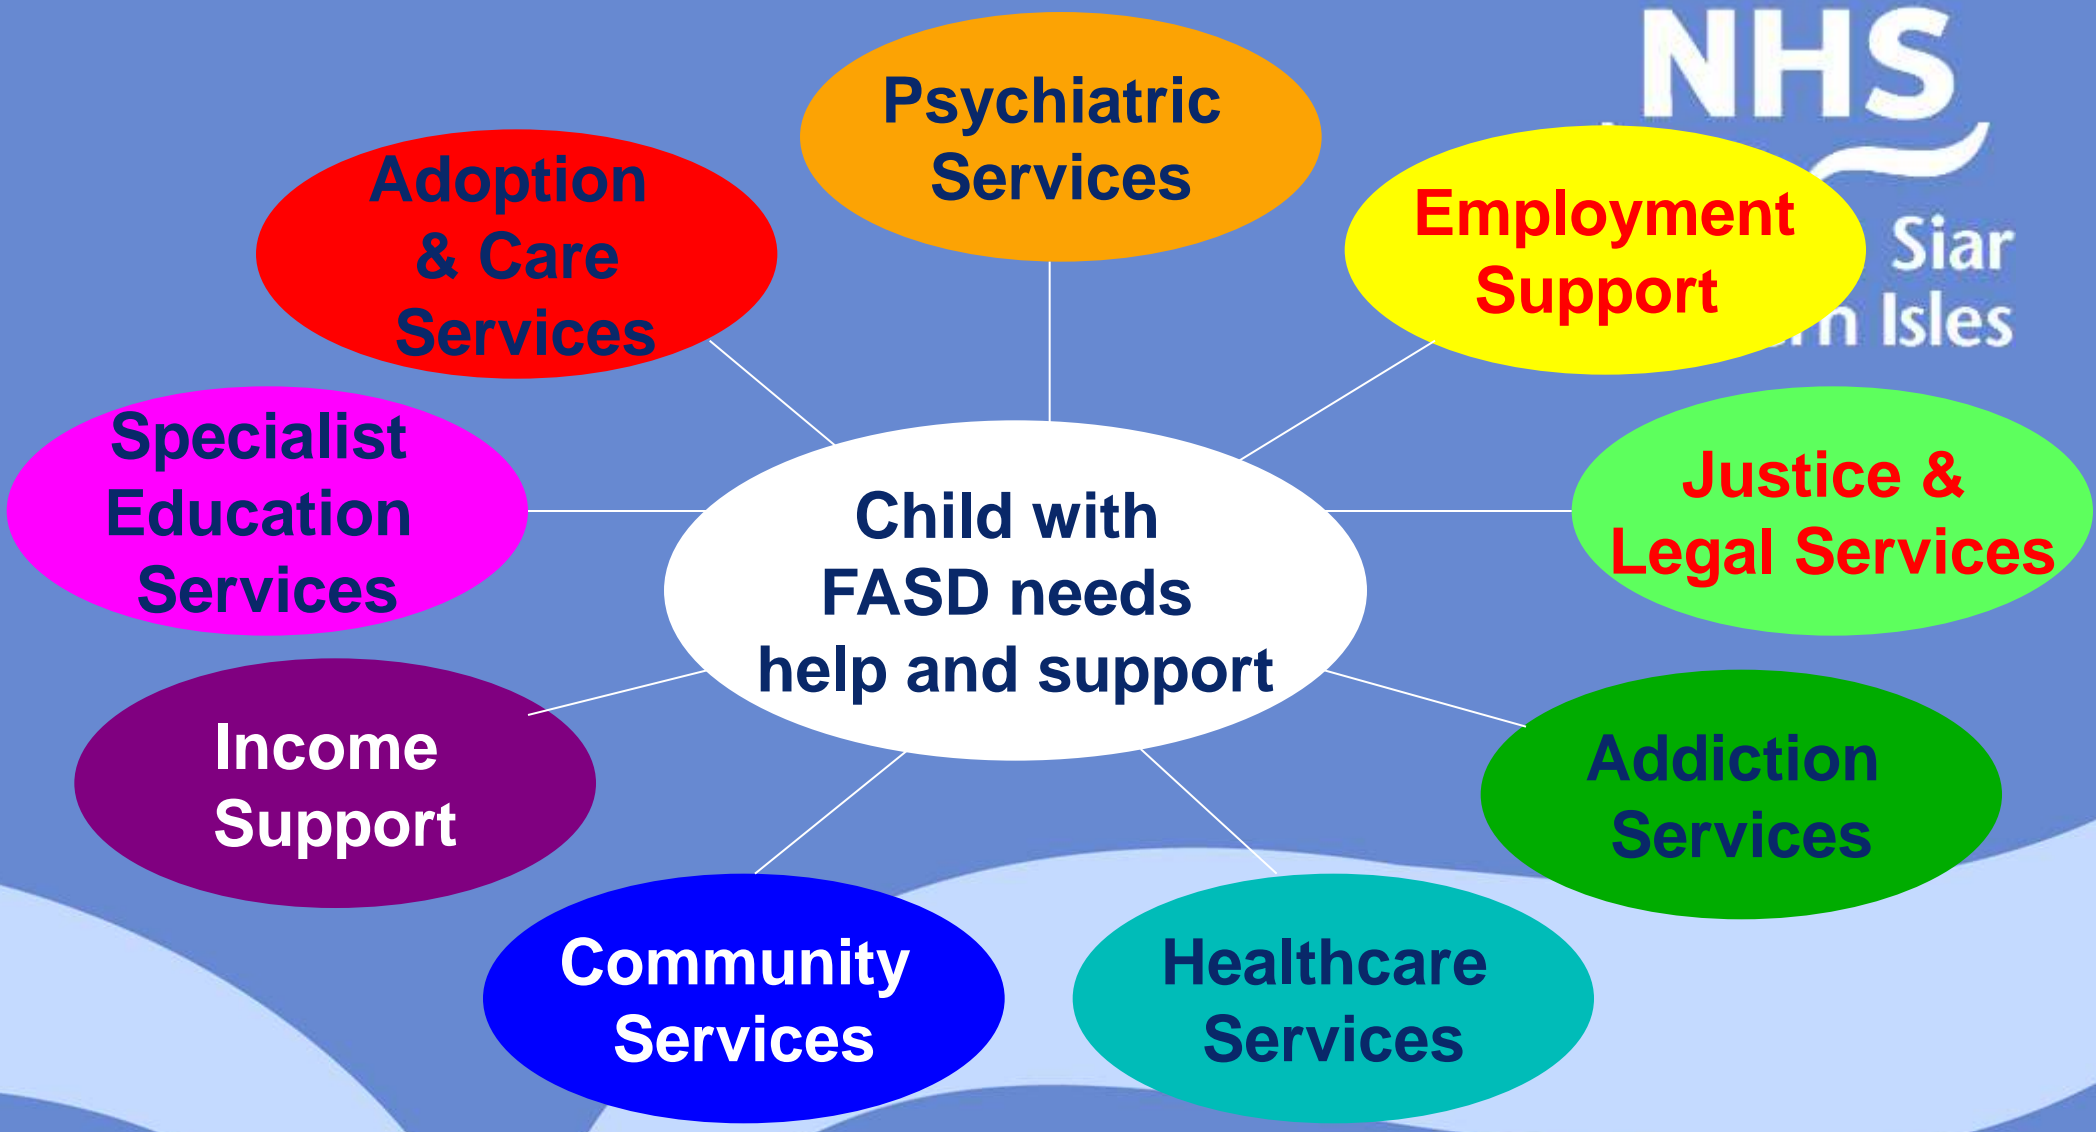 NHS
Siar
Isles
Psychiatric
Services
Adoption
& Care
Services
Employment
Support
Specialist
Education
Services
Justice &
Legal Services
Child with
FASD needs
help and support
Income
Support
Addiction
Services
Community
Services
Healthcare
Services